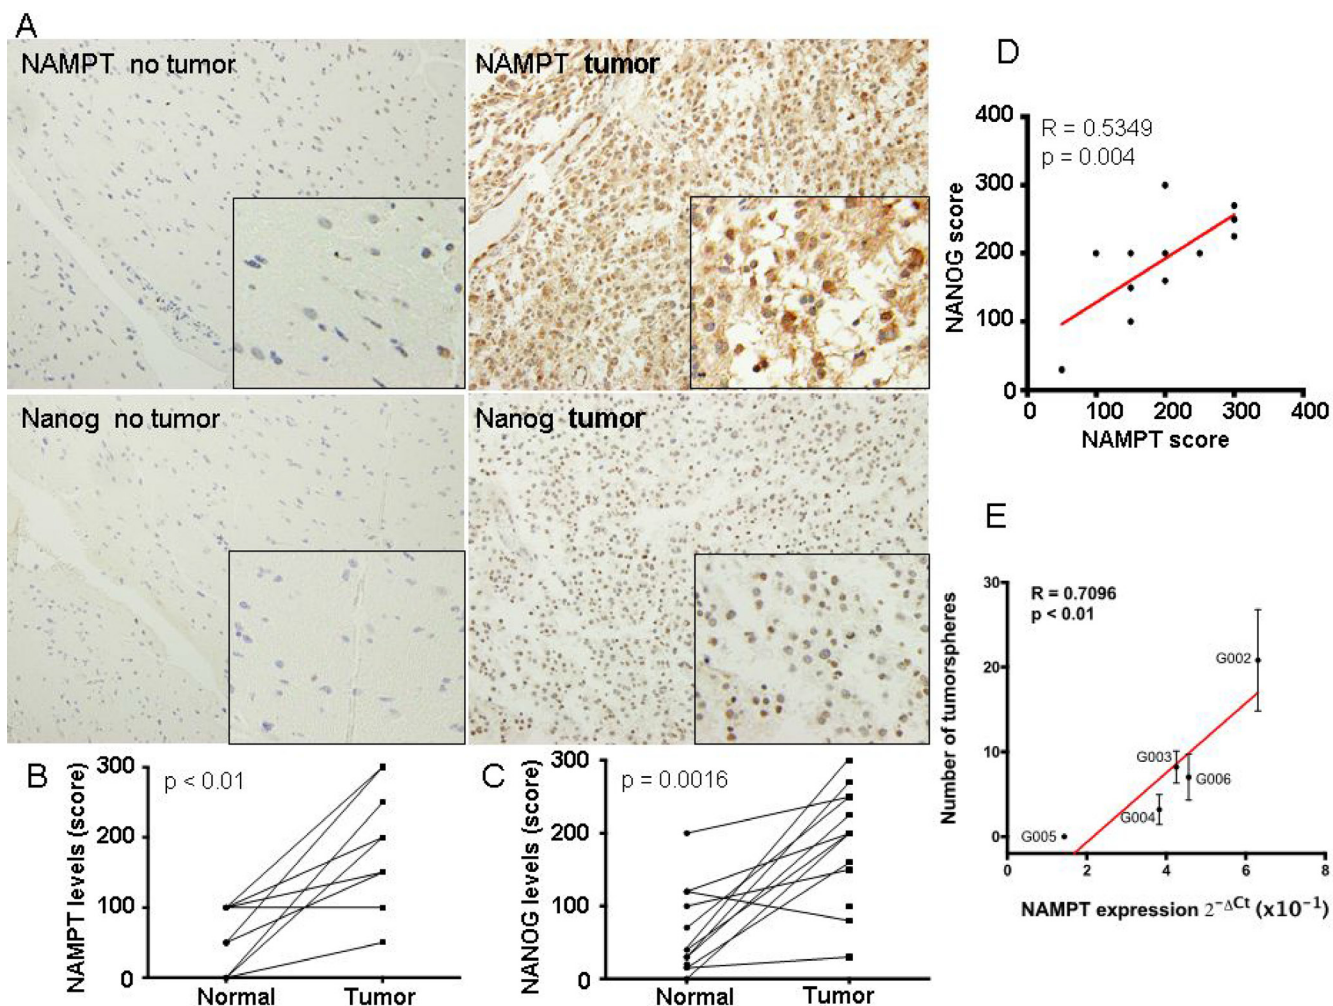 A
NAMPT no tumor
NAMPT tumor
Nanog no tumor
Nanog tumor
B
p < 0.01
NAMPT levels (score)
300
200
100
0
Normal
Tumor
C
p = 0.0016
NANOG levels (score)
300
200
100
0
Normal
Tumor
D
R = 0.5349
p = 0.004
NANOG score
400
300
200
100
0
100
200
300
400
NAMPT score
E
R = 0.7096
p < 0.01
Number of tumorspheres
30
20
10
0
G002
G003
G006
G004
G005
0
2
4
6
8
NAMPT expression 2^{-ΔCt} (x10⁻¹)